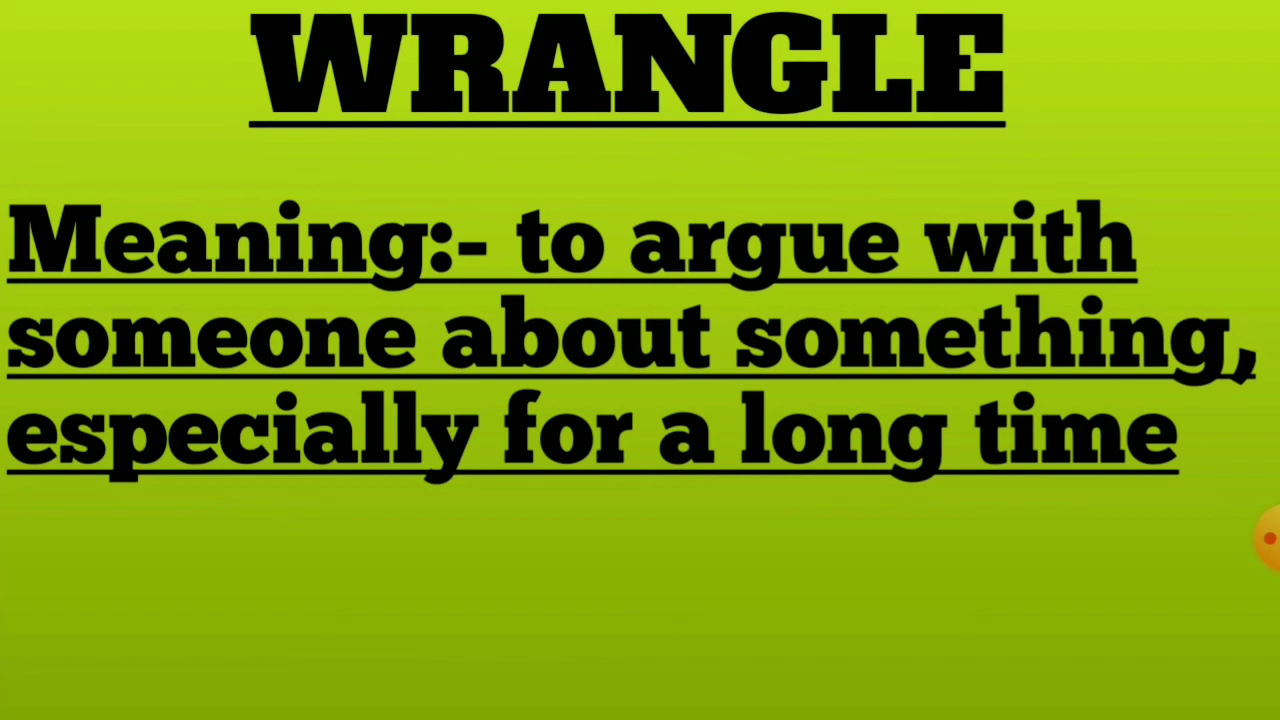 WRANGLE
Meaning:- to argue with
someone about something,
especially for a long time